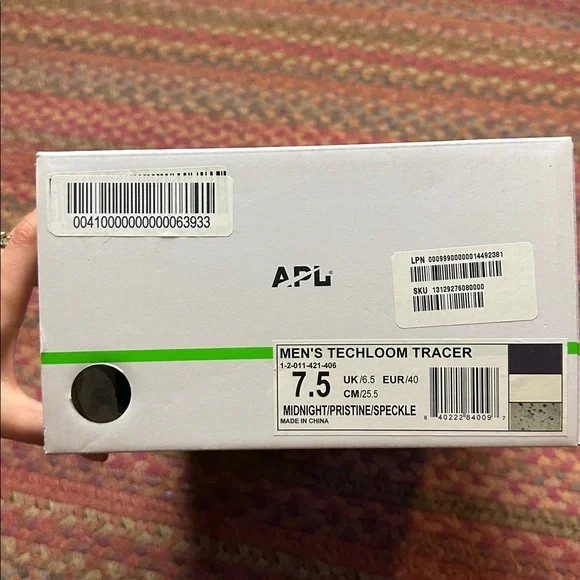 00410000000000063933
APL
LPN 00099900000014492381
SKU 13129276080000
MEN'S TECHLOOM TRACER
1-2-011-421-406
7.5 UK/6.5 EUR/40
CM/25.5
MIDNIGHT/PRISTINE/SPECKLE
MADE IN CHINA
8 40222 84009 7